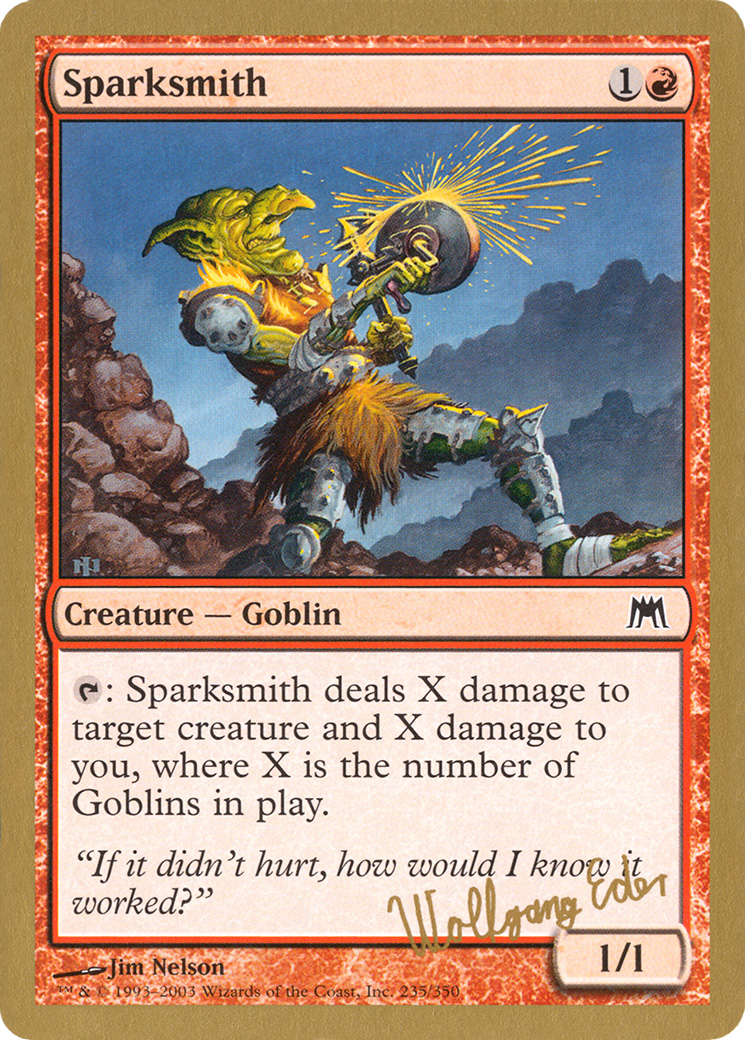 Sparksmith 1
Creature — Goblin
: Sparksmith deals X damage to
target creature and X damage to
you, where X is the number of
Goblins in play.
“If it didn’t hurt, how would I know it
worked?”
Wolfgang Eder
1/1
Jim Nelson
™ & © 1993–2003 Wizards of the Coast, Inc. 235/350